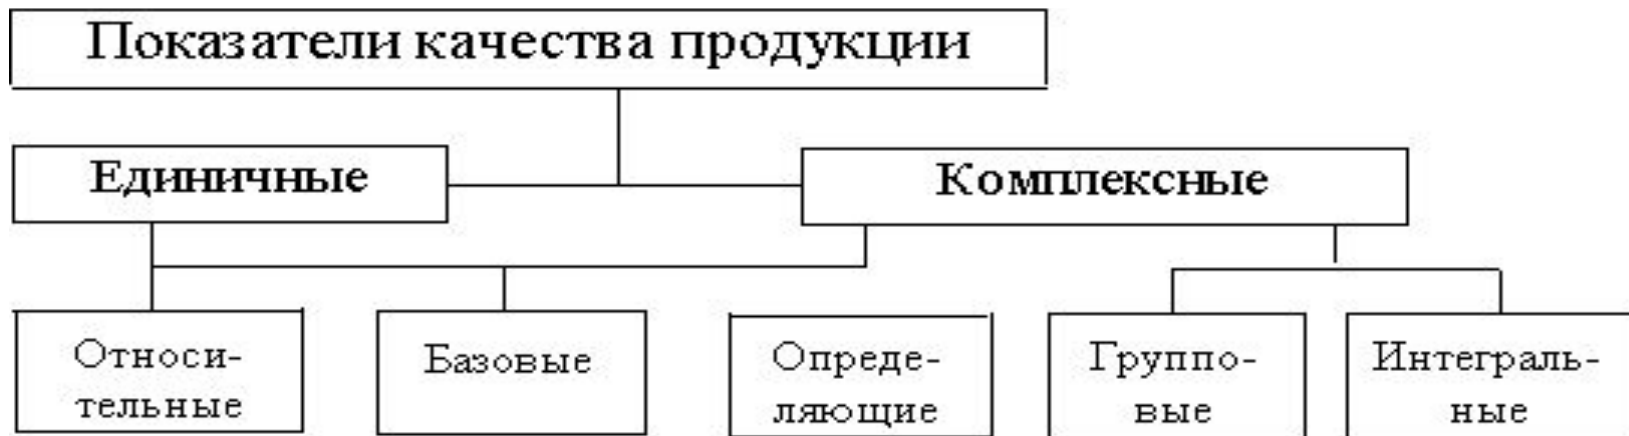 Показатели качества продукции
Единичные
Комплексные
Относи-
тельные
Базовые
Опреде-
ляющие
Группо-
вые
Интеграль-
ные